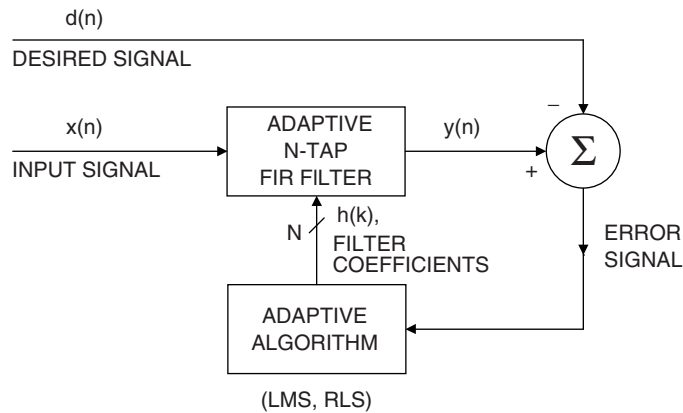 d(n)
DESIRED SIGNAL
–
x(n)
ADAPTIVE
N-TAP
FIR FILTER
y(n)
Σ
INPUT SIGNAL
+
h(k),
N
FILTER
COEFFICIENTS
ERROR
SIGNAL
ADAPTIVE
ALGORITHM
(LMS, RLS)